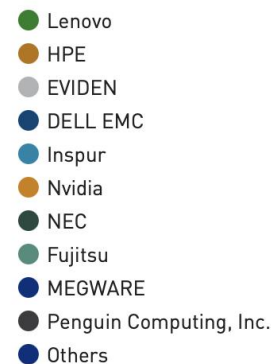 Lenovo
HPE
EVIDEN
DELL EMC
Inspur
Nvidia
NEC
Fujitsu
MEGWARE
Penguin Computing, Inc.
Others